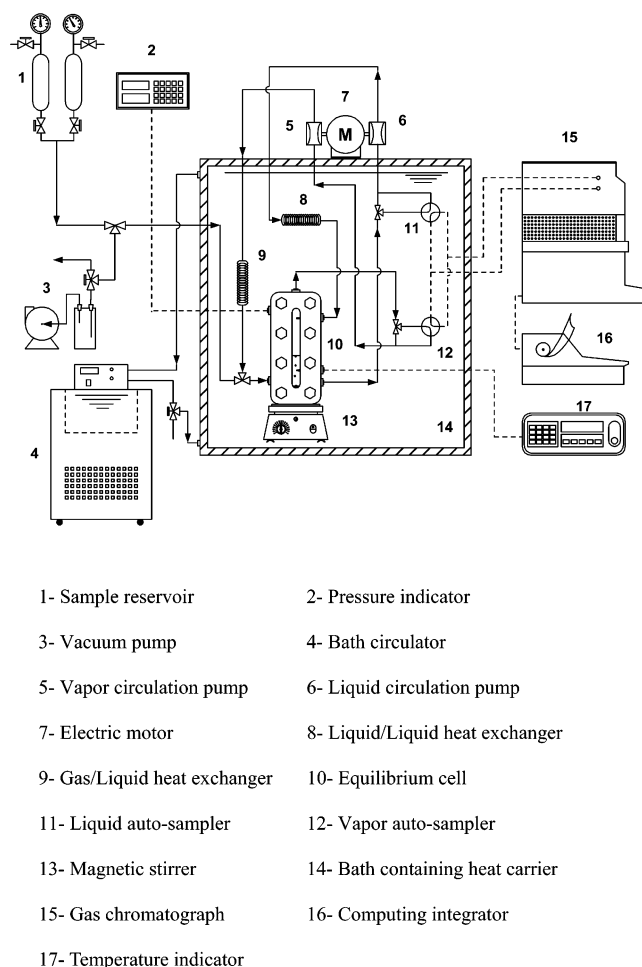 1
2
7
5
6
15
M
8
11
9
3
10
12
16
13
14
17
4
1- Sample reservoir 2- Pressure indicator
3- Vacuum pump 4- Bath circulator
5- Vapor circulation pump 6- Liquid circulation pump
7- Electric motor 8- Liquid/Liquid heat exchanger
9- Gas/Liquid heat exchanger 10- Equilibrium cell
11- Liquid auto-sampler 12- Vapor auto-sampler
13- Magnetic stirrer 14- Bath containing heat carrier
15- Gas chromatograph 16- Computing integrator
17- Temperature indicator